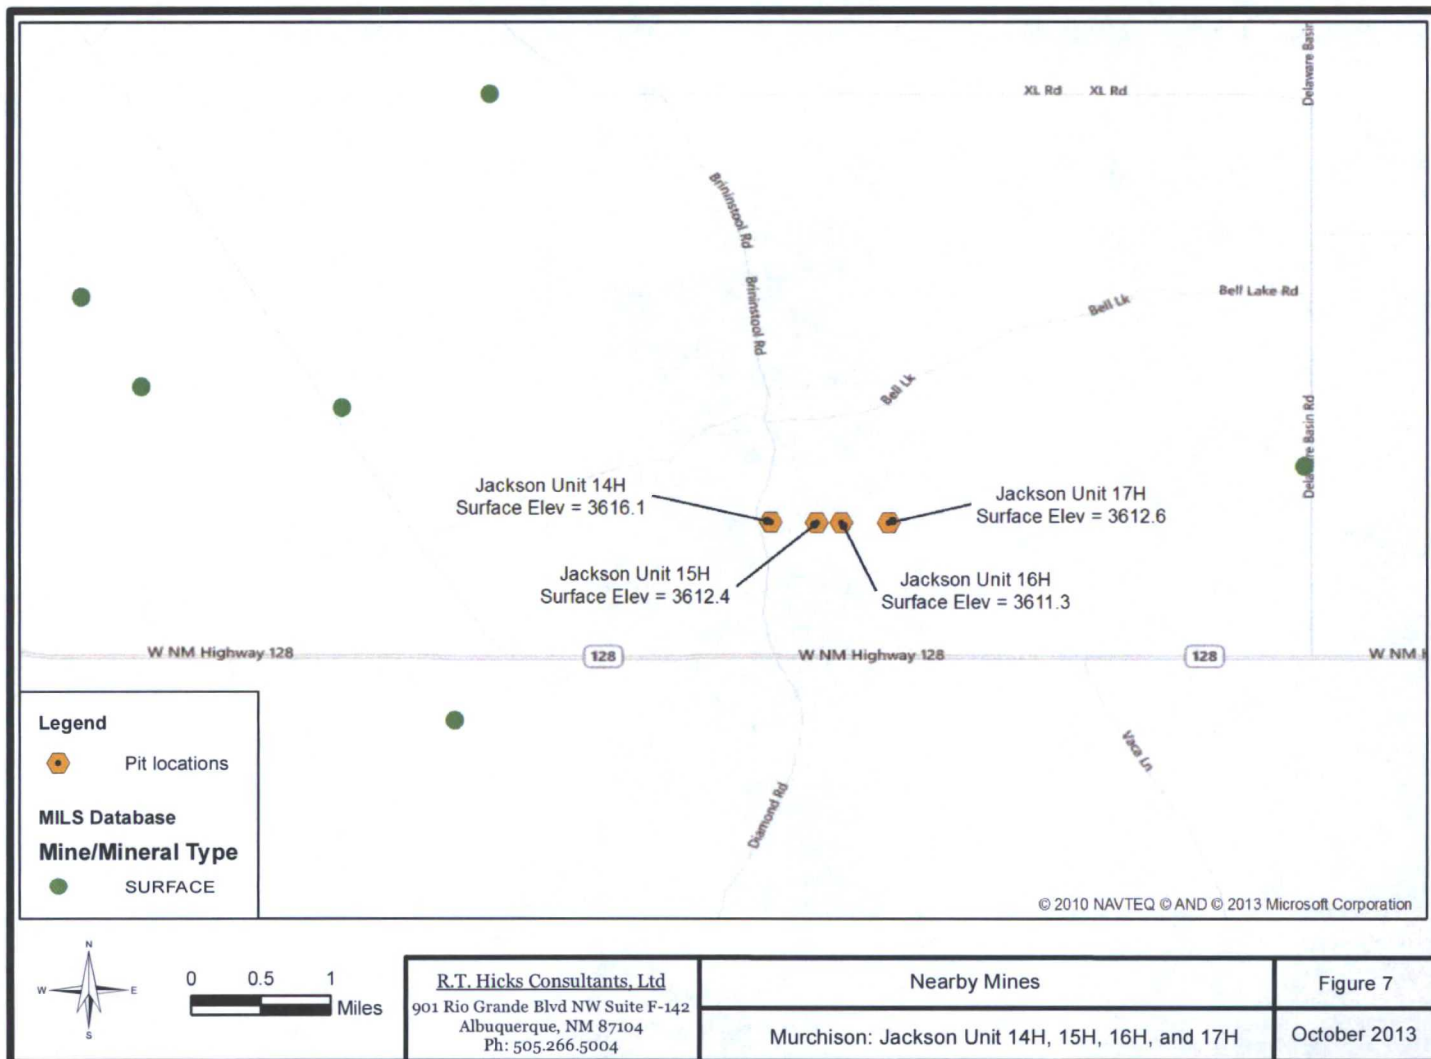 Delaware Basin
XL Rd XL Rd
Brininstool Rd
Brininstool Rd
Bell Lake Rd
Bell Lk
Bell Lk
Delaware Basin Rd
Jackson Unit 14H
Surface Elev = 3616.1
Jackson Unit 17H
Surface Elev = 3612.6
Jackson Unit 15H
Surface Elev = 3612.4
Jackson Unit 16H
Surface Elev = 3611.3
W NM Highway 128
128
W NM Highway 128
128
W NM H
Vaca Ln
Diamond Rd
Legend
Pit locations
MILS Database
Mine/Mineral Type
SURFACE
© 2010 NAVTEQ © AND © 2013 Microsoft Corporation
N
W E
S
0 0.5 1
Miles
R.T. Hicks Consultants, Ltd
901 Rio Grande Blvd NW Suite F-142
Albuquerque, NM 87104
Ph: 505.266.5004
Nearby Mines
Murchison: Jackson Unit 14H, 15H, 16H, and 17H
Figure 7
October 2013